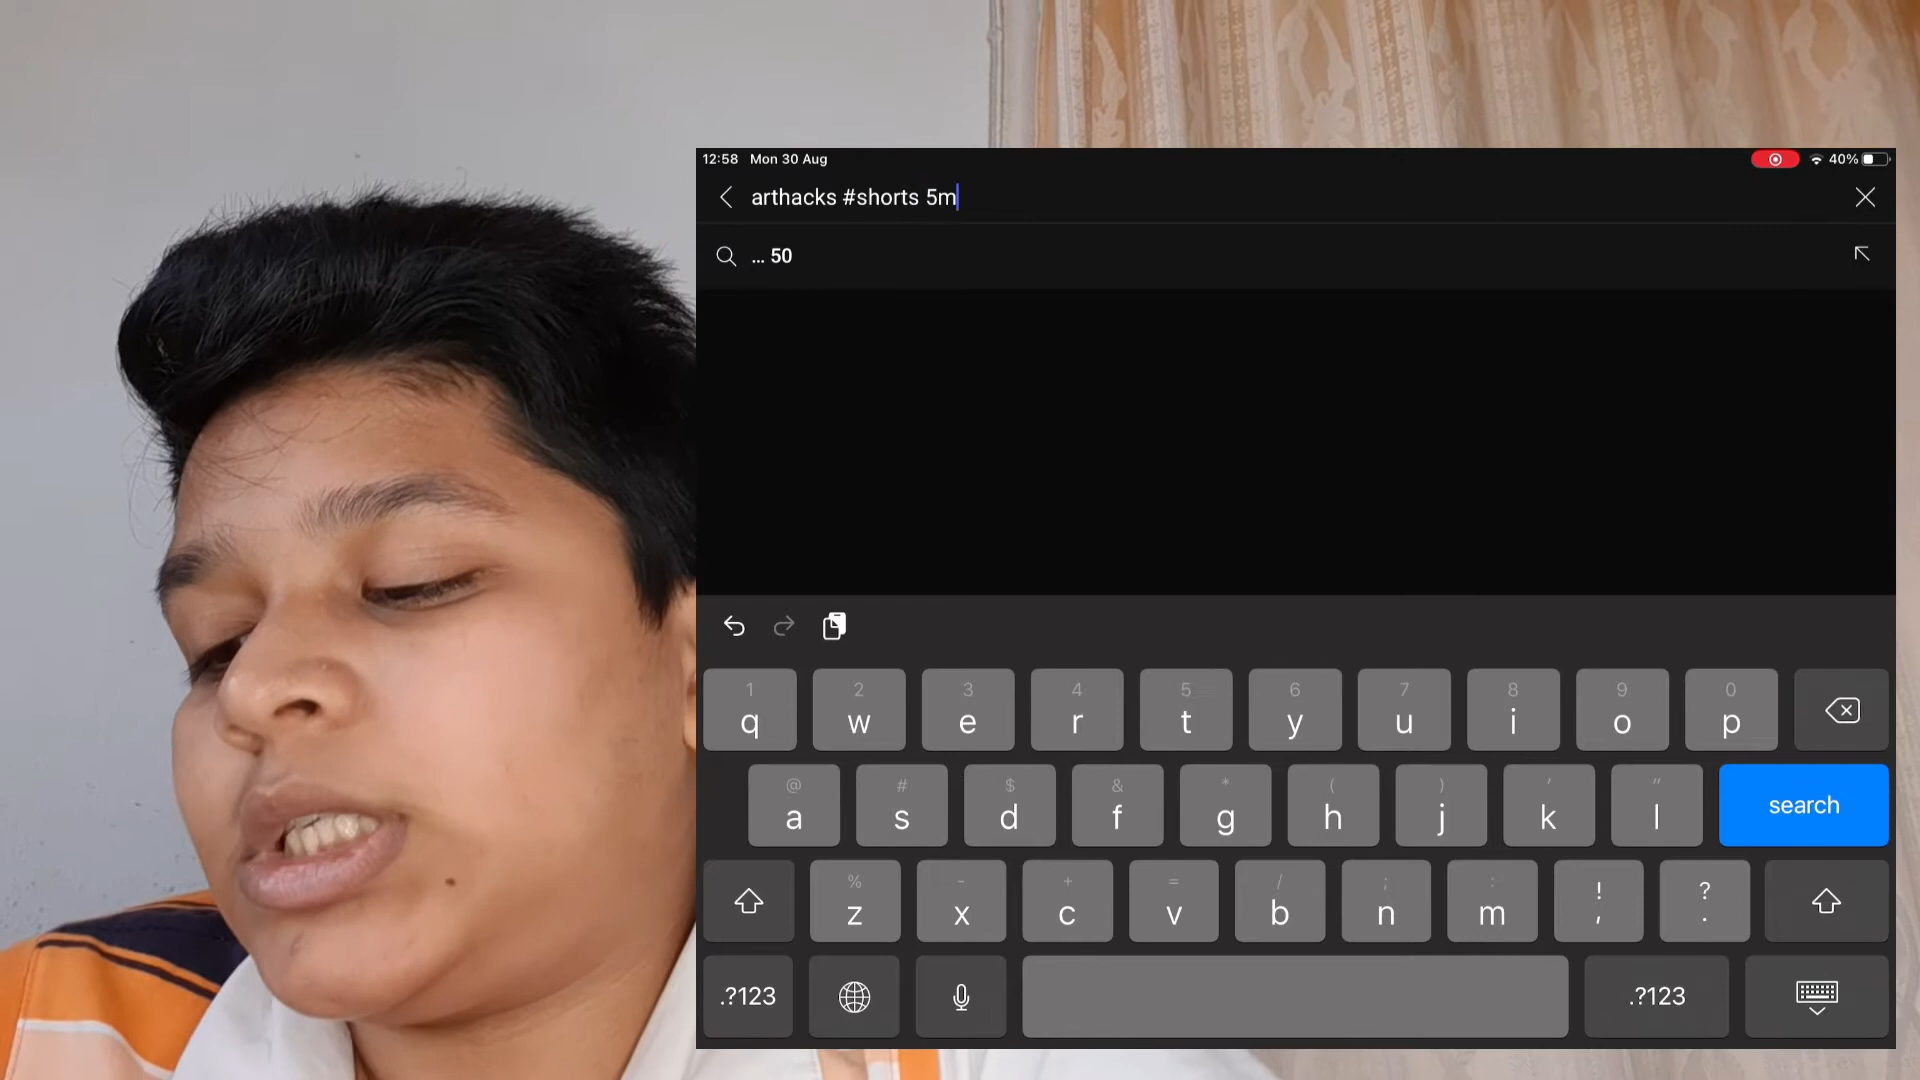 12:58 Mon 30 Aug 40%
arthacks #shorts 5m
... 50
1 2 3 4 5 6 7 8 9 0
q w e r t y u i o p
@ # $ & * ( ) ' "
a s d f g h j k l search
% - + = / ; : ! ?
z x c v b n m , .
.?123 .?123